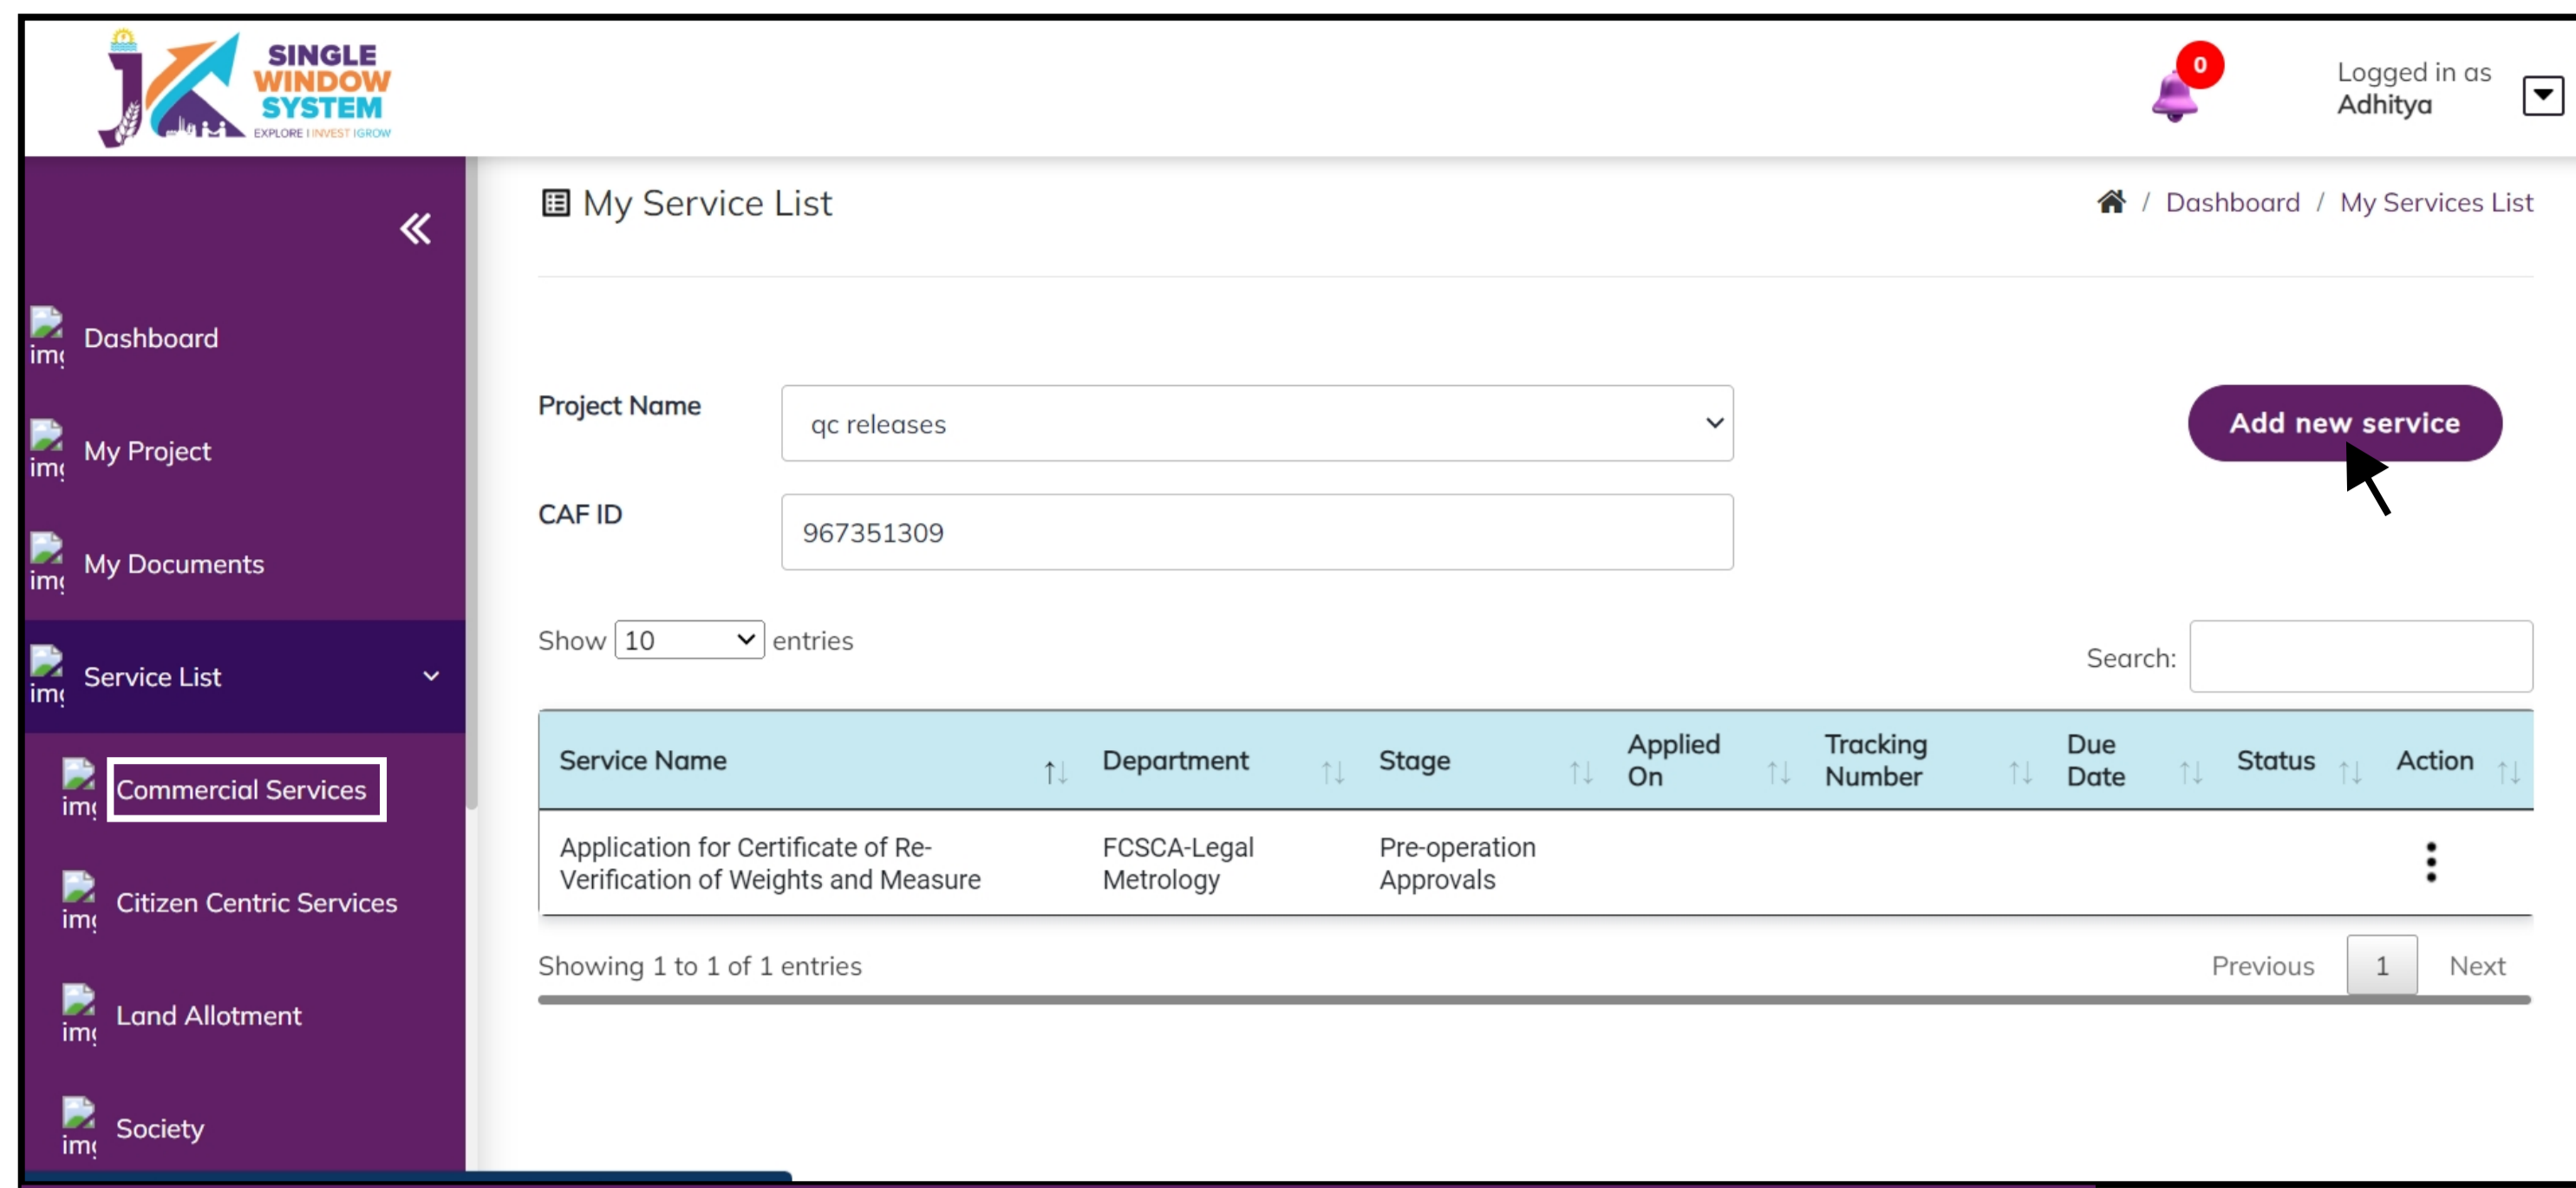 SINGLE
WINDOW
SYSTEM
EXPLORE I INVEST I GROW
0
Logged in as
Adhitya
My Service List
/ Dashboard / My Services List
Dashboard
My Project
My Documents
Service List
Commercial Services
Citizen Centric Services
Land Allotment
Society
Project Name
qc releases
Add new service
CAF ID
967351309
Show 10 entries
Search:
Service Name
Department
Stage
Applied
On
Tracking
Number
Due
Date
Status
Action
Application for Certificate of Re-
Verification of Weights and Measure
FCSCA-Legal
Metrology
Pre-operation
Approvals
Showing 1 to 1 of 1 entries
Previous 1 Next